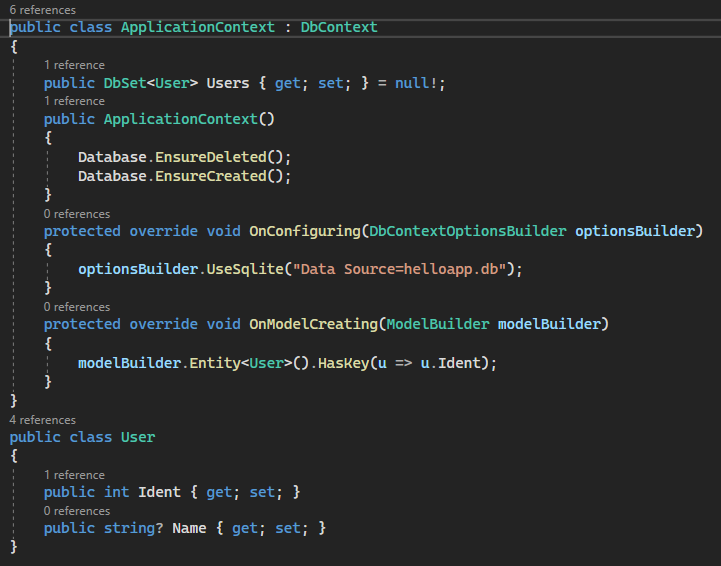 6 references
public class ApplicationContext : DbContext
{
1 reference
public DbSet<User> Users { get; set; } = null!;
1 reference
public ApplicationContext()
{
Database.EnsureDeleted();
Database.EnsureCreated();
}
0 references
protected override void OnConfiguring(DbContextOptionsBuilder optionsBuilder)
{
optionsBuilder.UseSqlite("Data Source=helloapp.db");
}
0 references
protected override void OnModelCreating(ModelBuilder modelBuilder)
{
modelBuilder.Entity<User>().HasKey(u => u.Ident);
}
}
4 references
public class User
{
1 reference
public int Ident { get; set; }
0 references
public string? Name { get; set; }
}